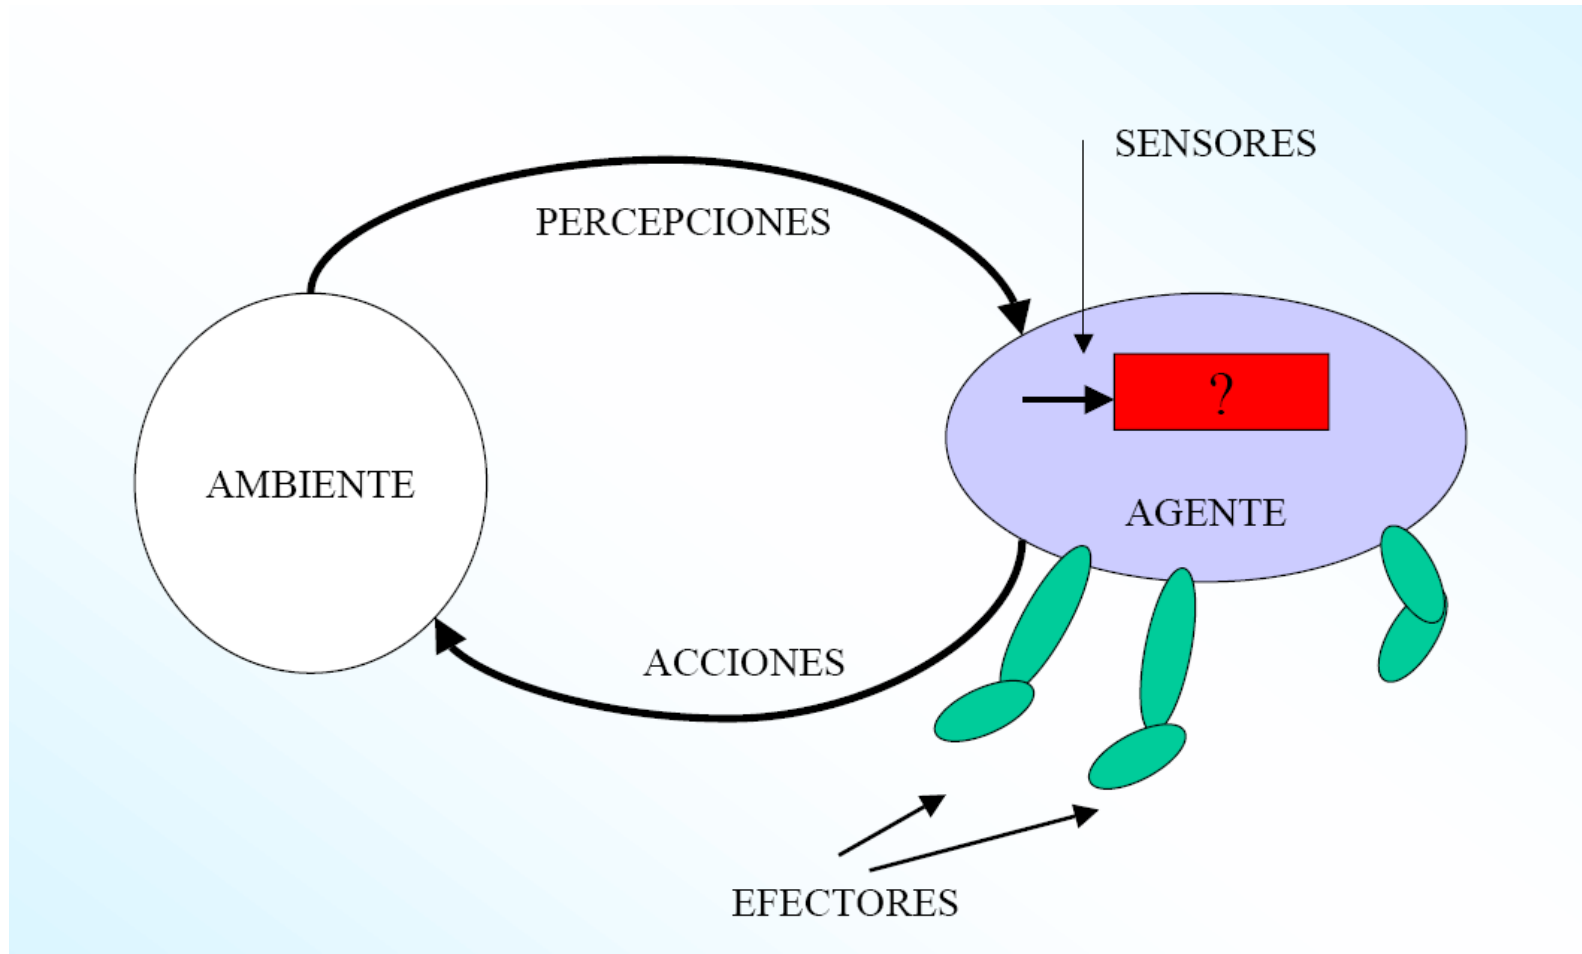 SENSORES
PERCEPCIONES
?
AMBIENTE
AGENTE
ACCIONES
EFECTORES